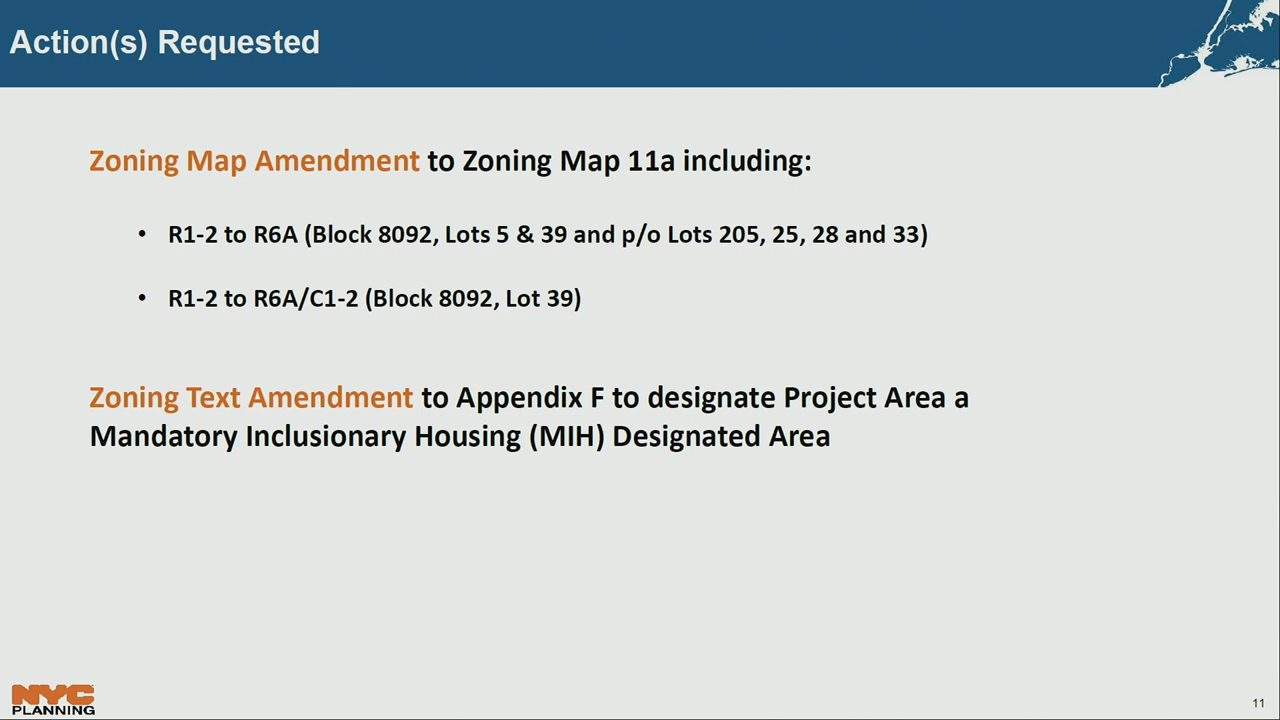 Action(s) Requested
Zoning Map Amendment to Zoning Map 11a including:
• R1-2 to R6A (Block 8092, Lots 5 & 39 and p/o Lots 205, 25, 28 and 33)
• R1-2 to R6A/C1-2 (Block 8092, Lot 39)
Zoning Text Amendment to Appendix F to designate Project Area a
Mandatory Inclusionary Housing (MIH) Designated Area
NYC
PLANNING
11